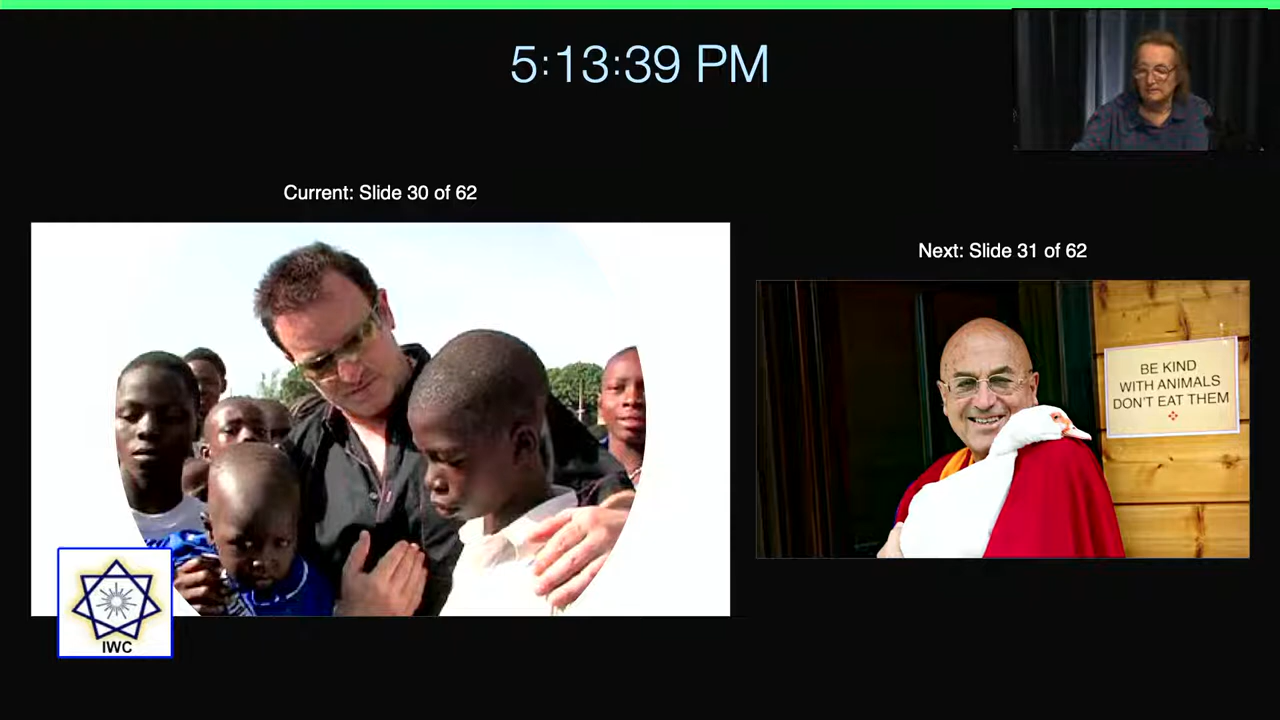 5:13:39 PM
Current: Slide 30 of 62
Next: Slide 31 of 62
BE KIND
WITH ANIMALS
DON'T EAT THEM
IWC